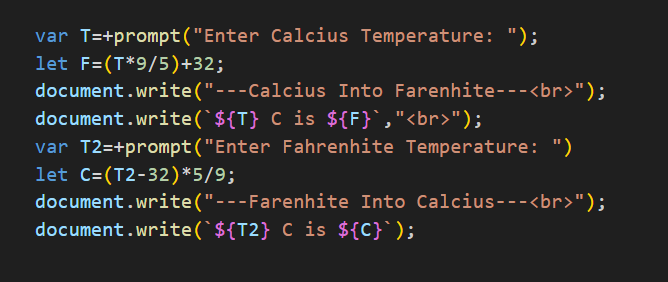 var T=+prompt("Enter Calcius Temperature: ");
let F=(T*9/5)+32;
document.write("---Calcius Into Farenhite---<br>");
document.write(`${T} C is ${F}`,"<br>");
var T2=+prompt("Enter Fahrenhite Temperature: ")
let C=(T2-32)*5/9;
document.write("---Farenhite Into Calcius---<br>");
document.write(`${T2} C is ${C}`);